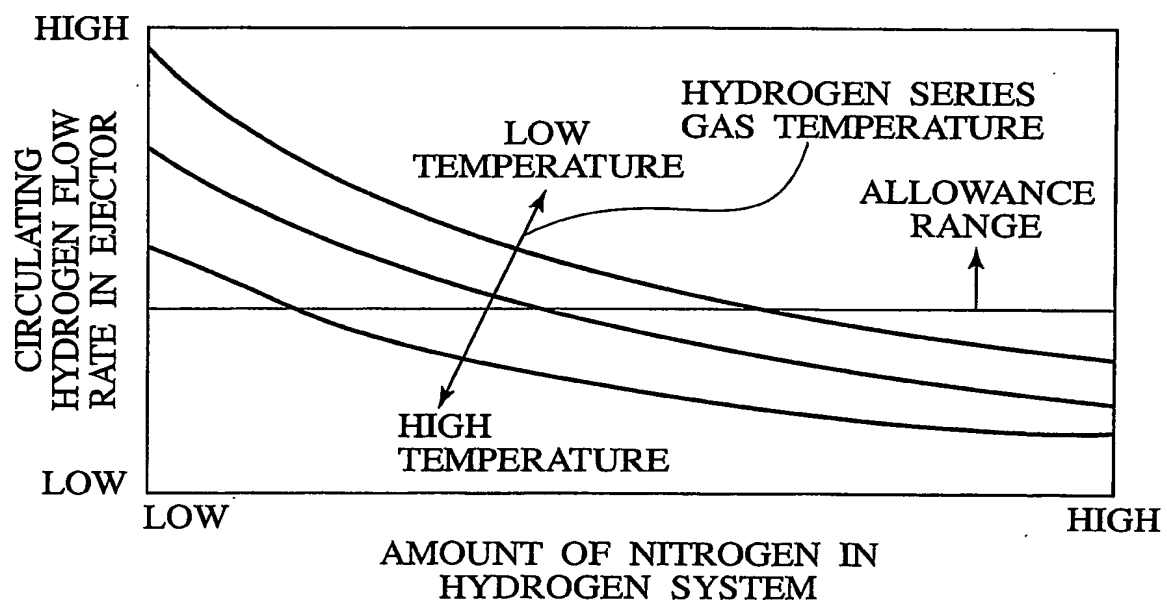 HIGH
HYDROGEN SERIES
GAS TEMPERATURE
LOW
TEMPERATURE
ALLOWANCE
RANGE
CIRCULATING
HYDROGEN FLOW
RATE IN EJECTOR
HIGH
TEMPERATURE
LOW
LOW
HIGH
AMOUNT OF NITROGEN IN
HYDROGEN SYSTEM